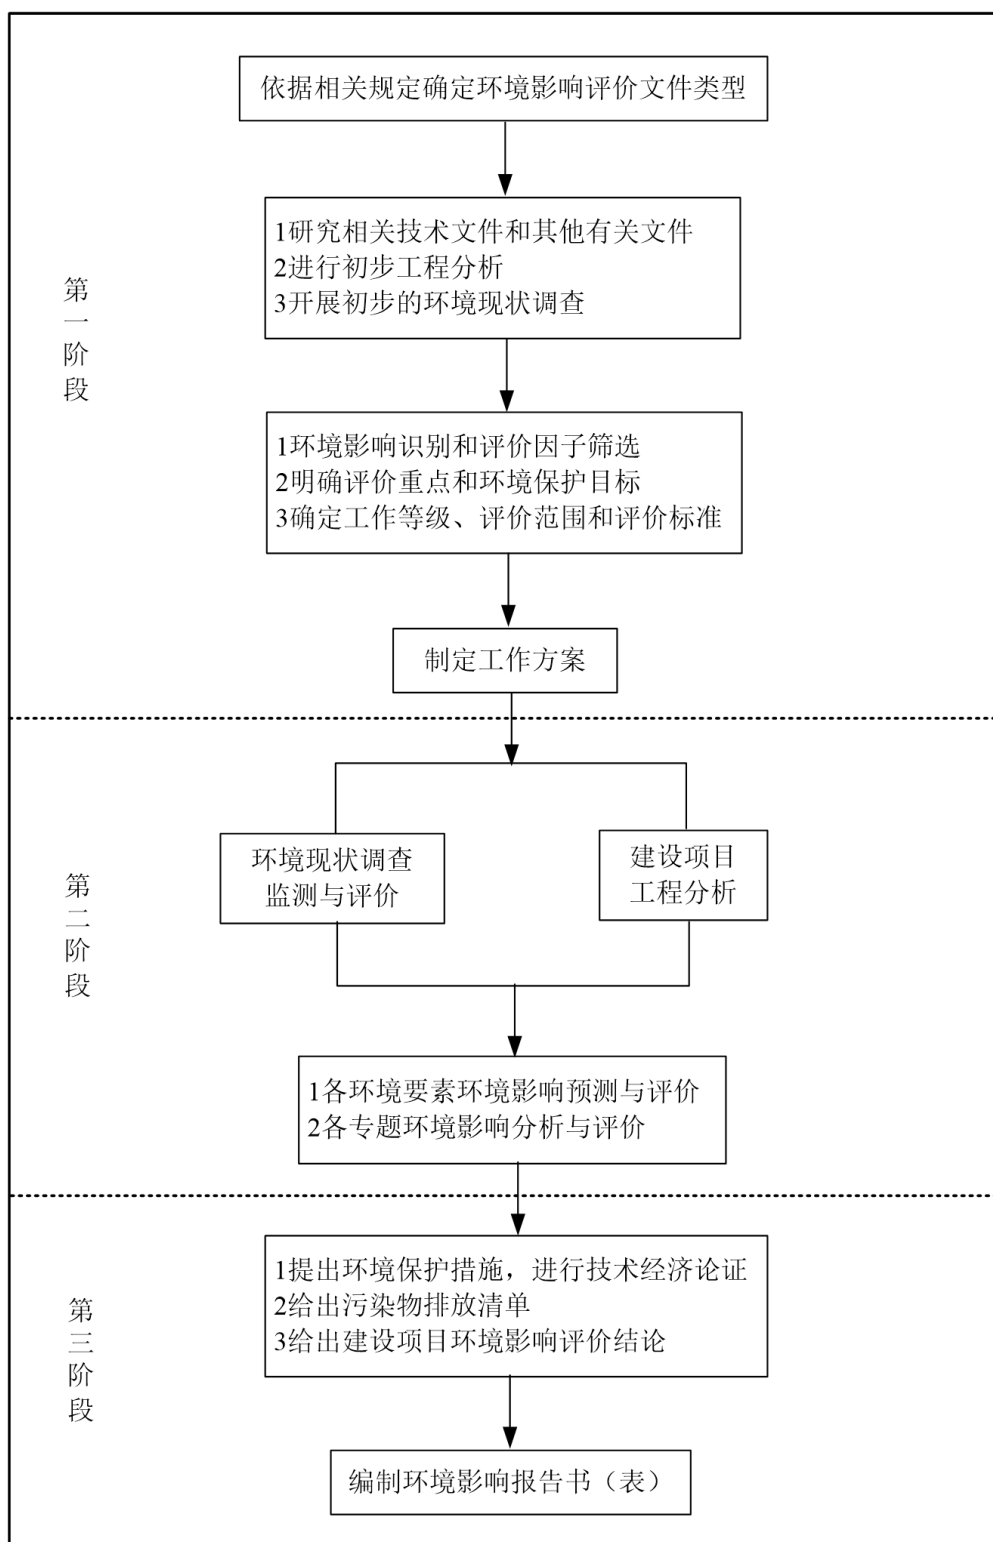 依据相关规定确定环境影响评价文件类型
1研究相关技术文件和其他有关文件
2进行初步工程分析
3开展初步的环境现状调查
第一阶段
1环境影响识别和评价因子筛选
2明确评价重点和环境保护目标
3确定工作等级、评价范围和评价标准
制定工作方案
第二阶段
环境现状调查
监测与评价
建设项目
工程分析
1各环境要素环境影响预测与评价
2各专题环境影响分析与评价
第三阶段
1提出环境保护措施，进行技术经济论证
2给出污染物排放清单
3给出建设项目环境影响评价结论
编制环境影响报告书（表）